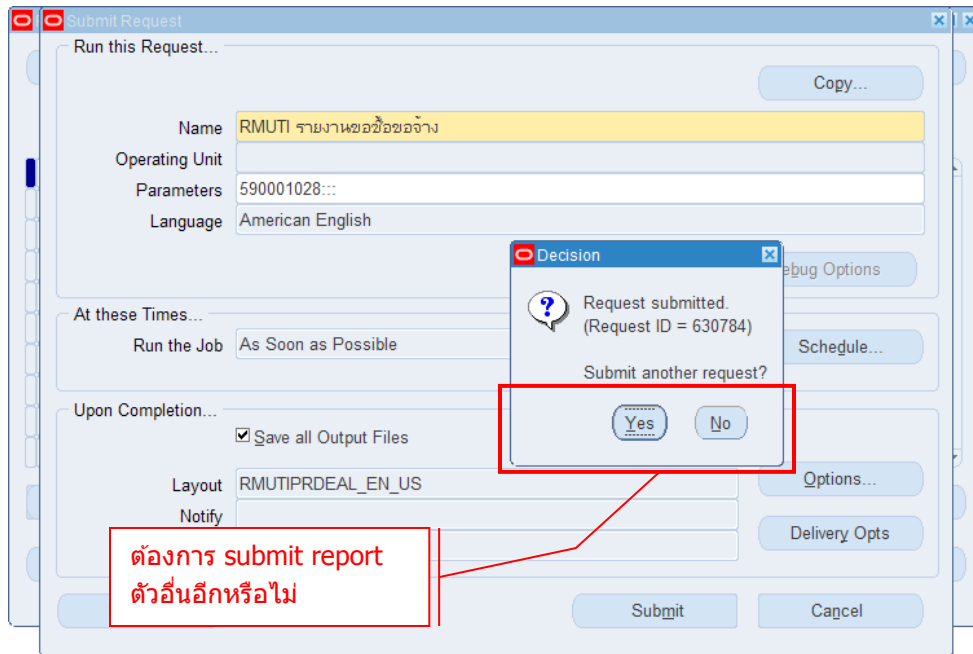 Submit Request
Run this Request...
Copy...
Name RMUTI รายงานขอซื้อขอจ้าง
Operating Unit
Parameters 590001028:::
Language American English
Decision
ebug Options
Request submitted.
(Request ID = 630784)
At these Times...
Run the Job As Soon as Possible
Schedule...
Submit another request?
Upon Completion...
Yes No
Save all Output Files
Layout RMUTIPRDEAL_EN_US
Options...
Notify
Delivery Opts
ต้องการ submit report
ตัวอื่นอีกหรือไม่
Submit Cancel